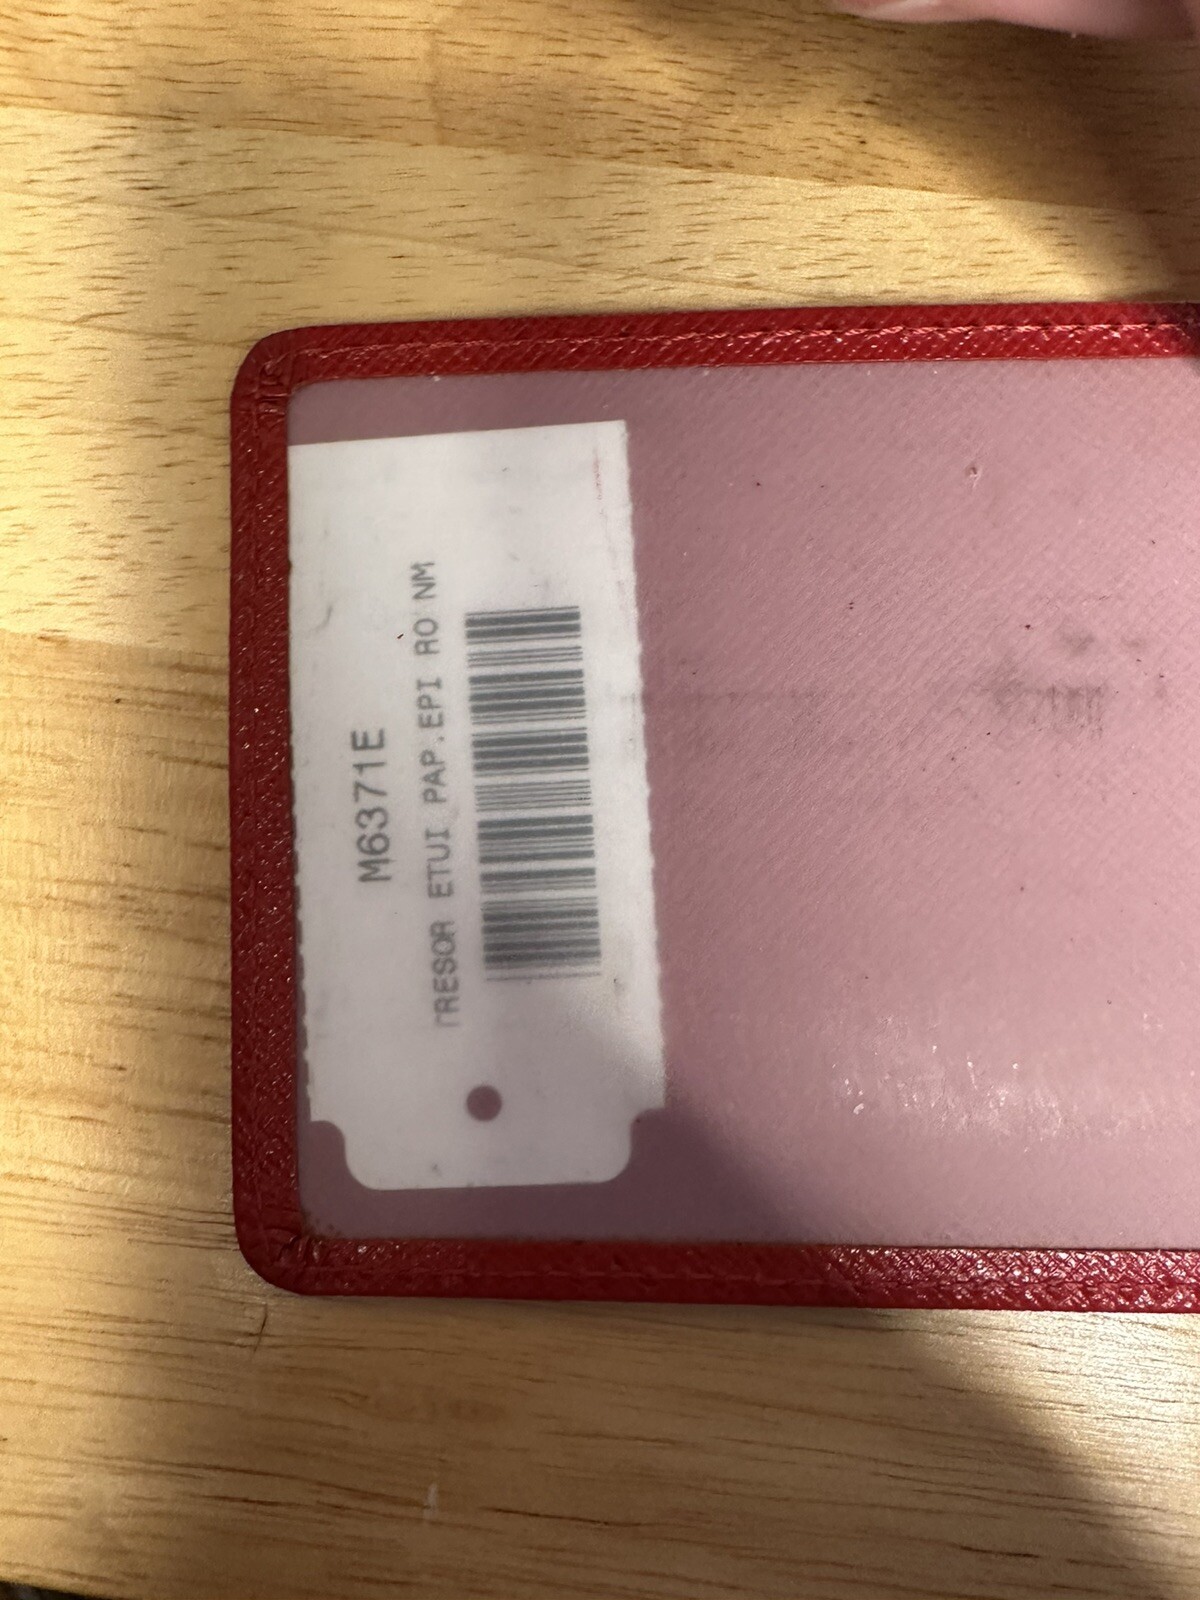 M6371E
TRESOR ETUI PAP.EPI RO NM